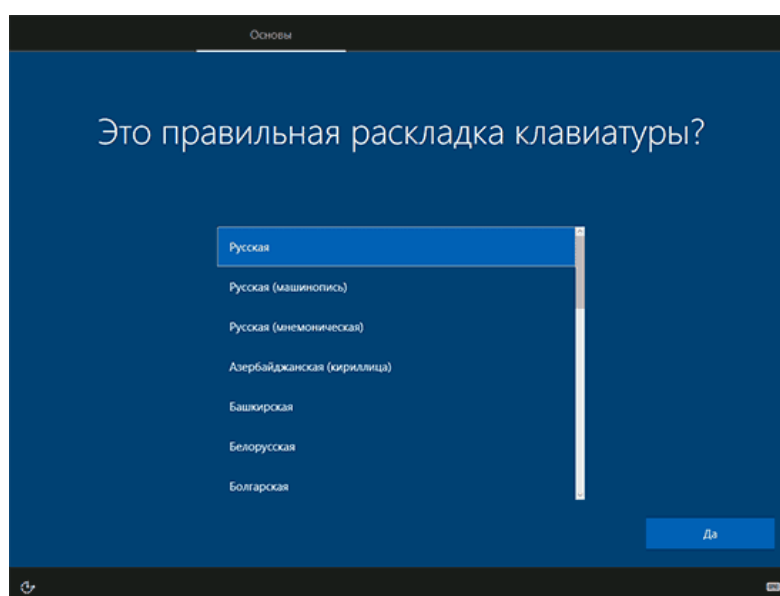 Основы
Это правильная раскладка клавиатуры?
Русская
Русская (машинопись)
Русская (мнемоническая)
Азербайджанская (кириллица)
Башкирская
Белорусская
Болгарская
Да